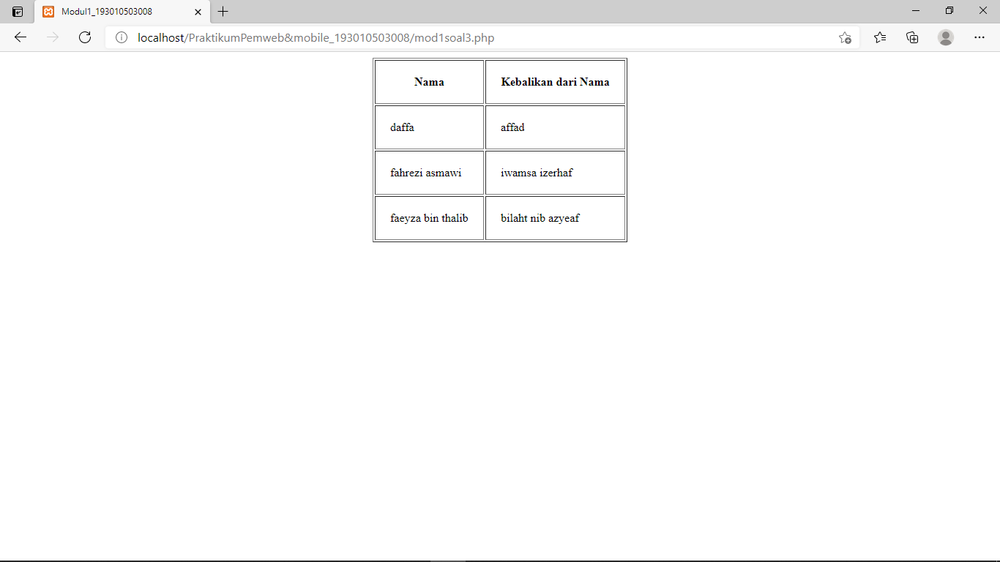 Modul1_193010503008
localhost/PraktikumPemweb&mobile_193010503008/mod1soal3.php
Nama Kebalikan dari Nama
daffa affad
fahrezi asmawi iwamsa izerhaf
faeyza bin thalib bilaht nib azyeaf